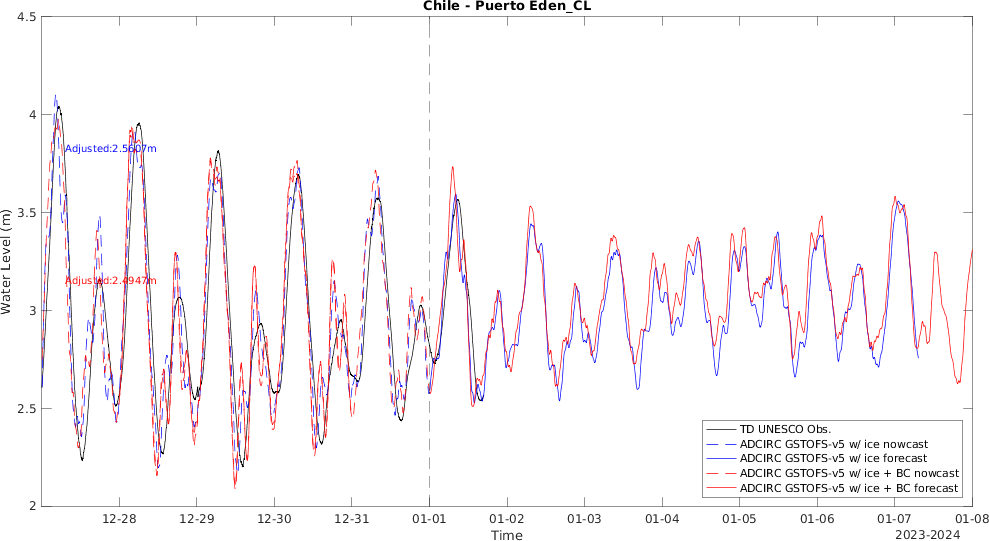 Chile - Puerto Eden_CL
4.5
4
3.5
3
2.5
2
Water Level (m)
Adjusted:2.5607m
Adjusted:2.4947m
TD UNESCO Obs.
ADCIRC GSTOFS-v5 w/ ice nowcast
ADCIRC GSTOFS-v5 w/ ice forecast
ADCIRC GSTOFS-v5 w/ ice + BC nowcast
ADCIRC GSTOFS-v5 w/ ice + BC forecast
12-28 12-29 12-30 12-31 01-01 01-02 01-03 01-04 01-05 01-06 01-07 01-08
Time
2023-2024